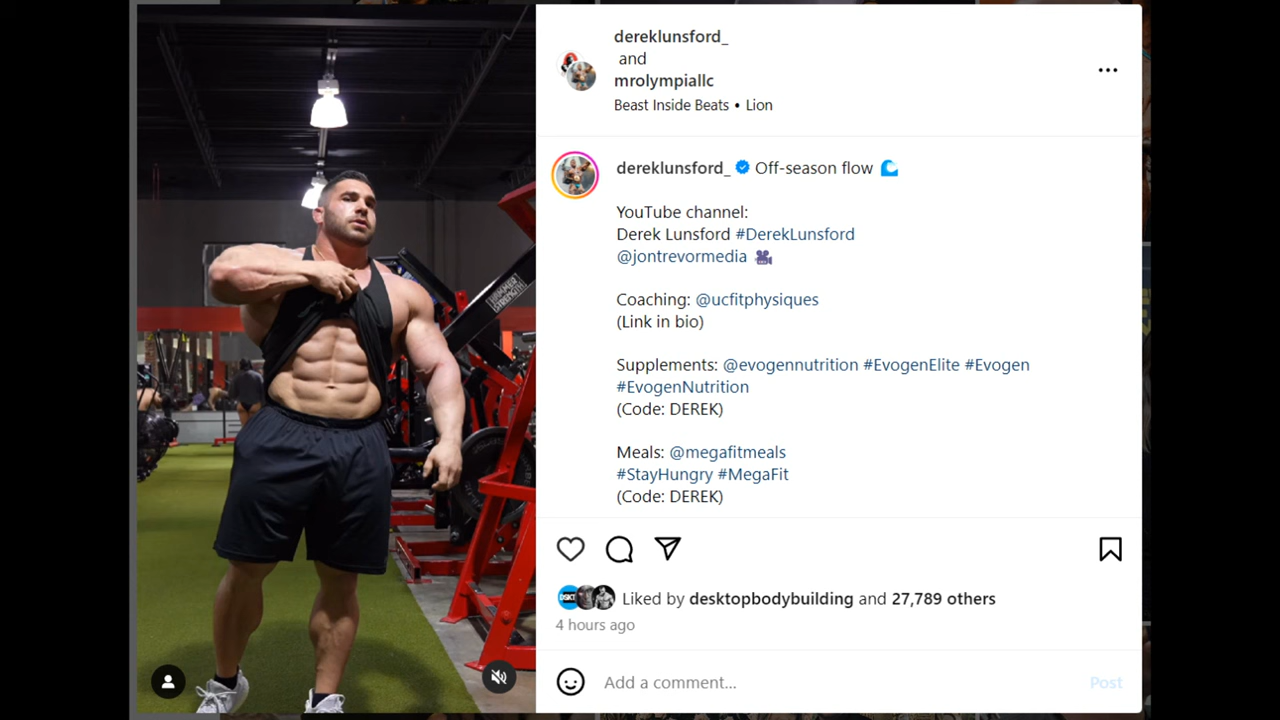 dereklunsford_
and
mrolympiallc
Beast Inside Beats • Lion
dereklunsford_ Off-season flow
YouTube channel:
Derek Lunsford #DerekLunsford
@jontrevormedia
Coaching: @ucfitphysiques
(Link in bio)
Supplements: @evogennutrition #EvogenElite #Evogen
#EvogenNutrition
(Code: DEREK)
Meals: @megafitmeals
#StayHungry #MegaFit
(Code: DEREK)
Liked by desktopbodybuilding and 27,789 others
4 hours ago
Add a comment...
Post
HAMMER
STRENGTH